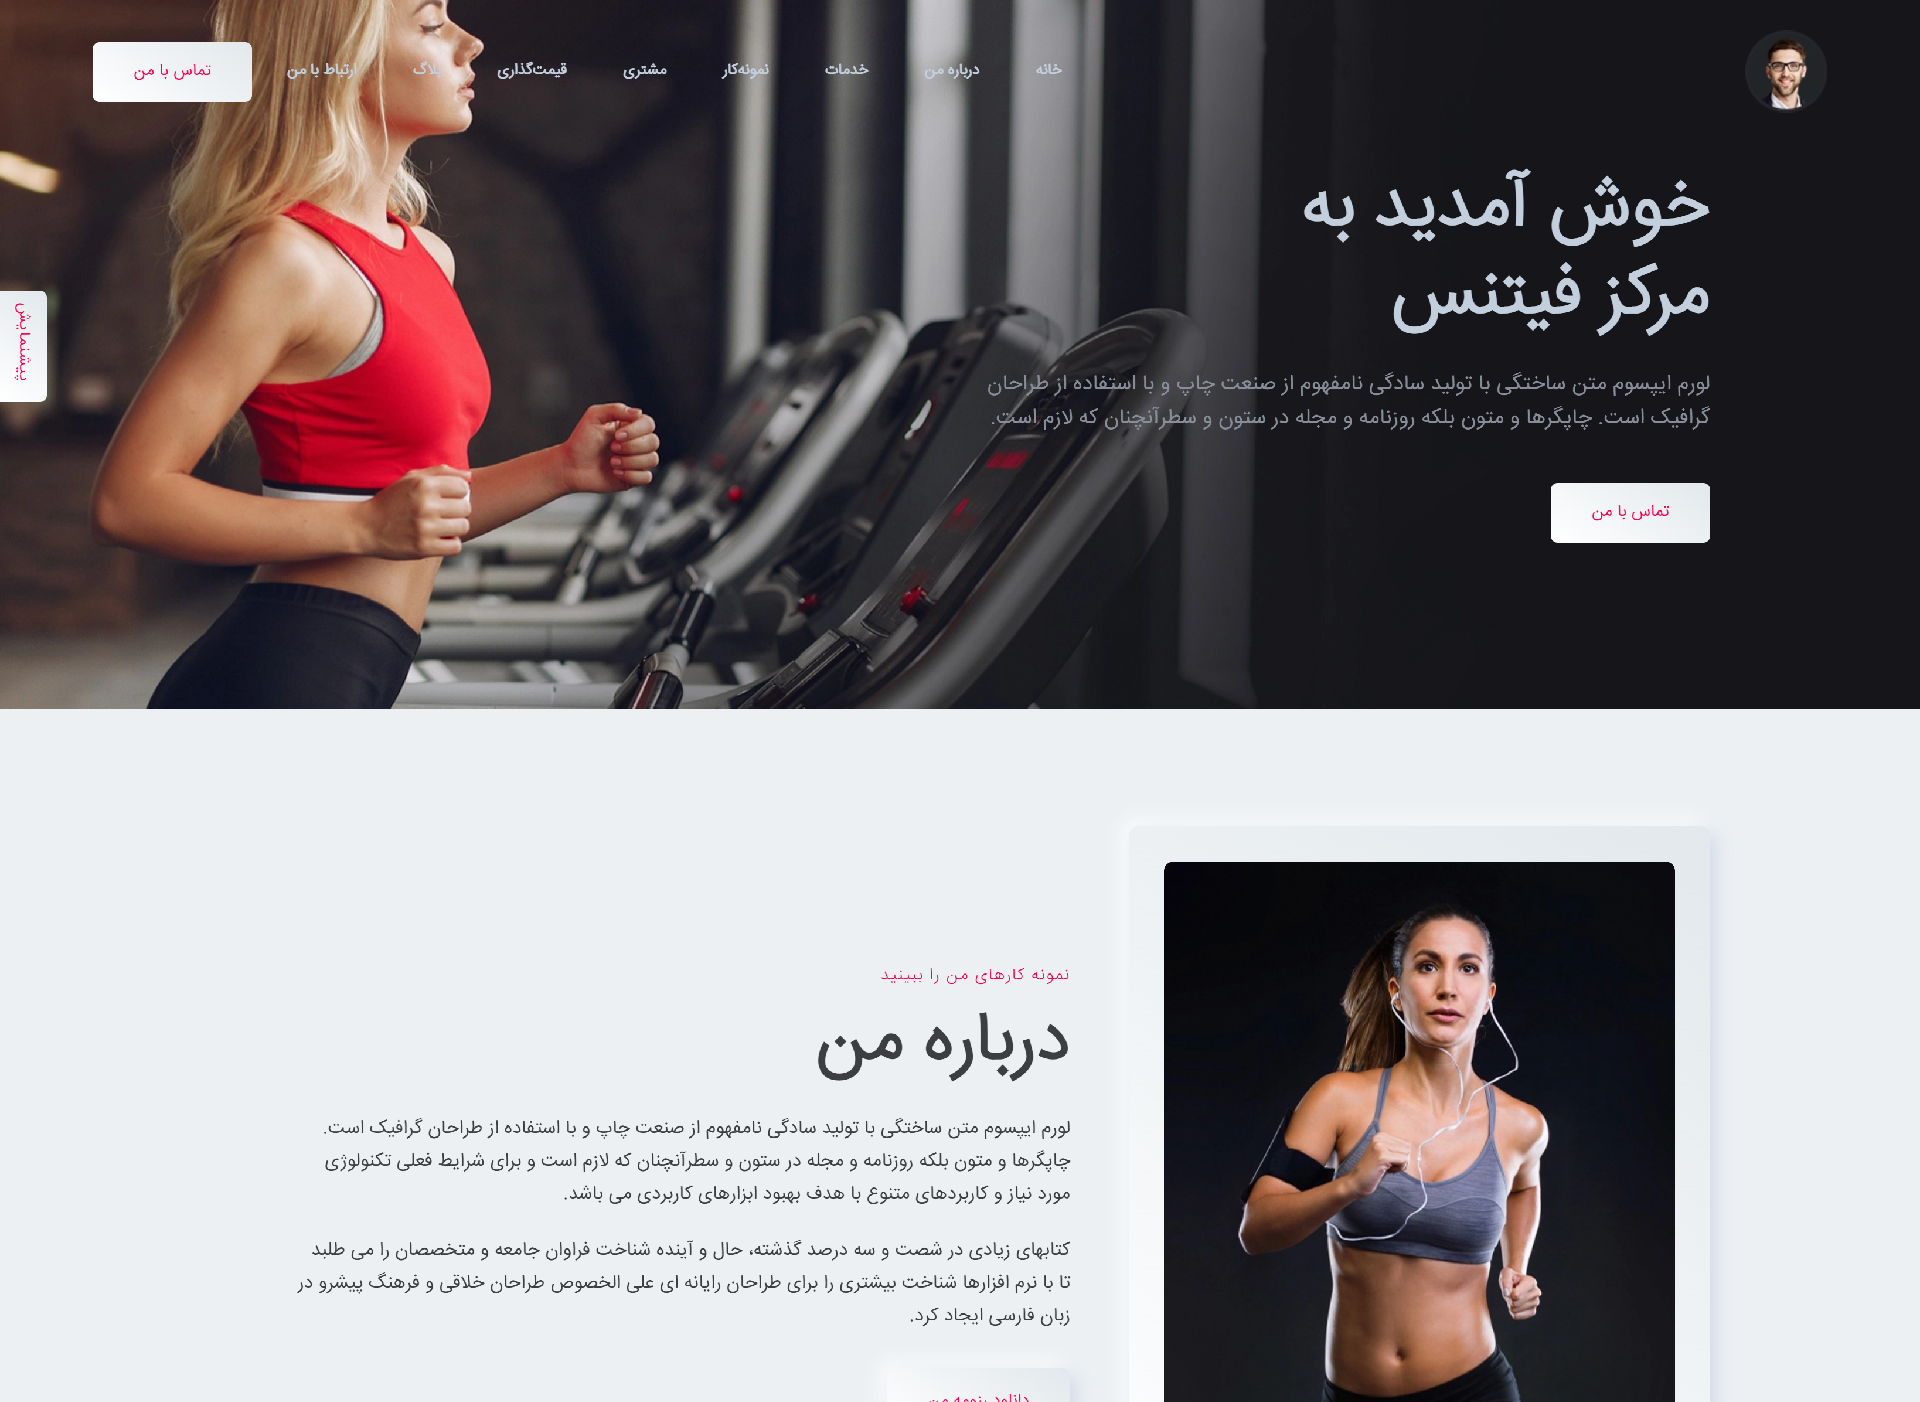 خانه
درباره من
خدمات
نمونه‌کار
مشتری
قیمت‌گذاری
بلاگ
ارتباط با من
تماس با من
خوش آمدید به
مرکز فیتنس
لورم ایپسوم متن ساختگی با تولید سادگی نامفهوم از صنعت چاپ و با استفاده از طراحان
گرافیک است. چاپگرها و متون بلکه روزنامه و مجله در ستون و سطرآنچنان که لازم است.
تماس با من
پیشنمایش
نمونه کارهای من را ببینید
درباره من
لورم ایپسوم متن ساختگی با تولید سادگی نامفهوم از صنعت چاپ و با استفاده از طراحان گرافیک است.
چاپگرها و متون بلکه روزنامه و مجله در ستون و سطرآنچنان که لازم است و برای شرایط فعلی تکنولوژی
مورد نیاز و کاربردهای متنوع با هدف بهبود ابزارهای کاربردی می باشد.
کتابهای زیادی در شصت و سه درصد گذشته، حال و آینده شناخت فراوان جامعه و متخصصان را می طلبد
تا با نرم افزارها شناخت بیشتری را برای طراحان رایانه ای علی الخصوص طراحان خلاقی و فرهنگ پیشرو در
زبان فارسی ایجاد کرد.
دانلود رزومه من